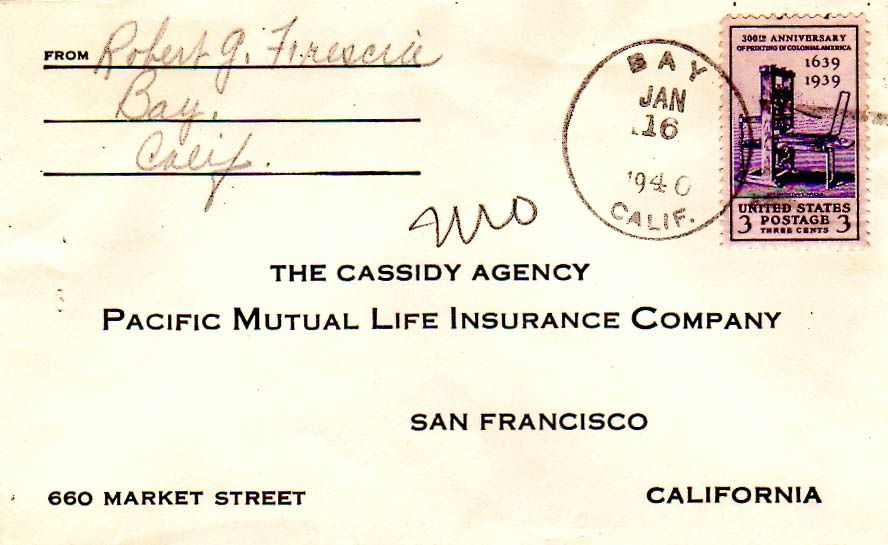 FROM Robert G.
Bay,
Calif.
BAY
JAN
16
1940
CALIF.
300TH ANNIVERSARY
OF PRINTING IN COLONIAL AMERICA
1639
1939
UNITED STATES
3 POSTAGE 3
THREE CENTS
THE CASSIDY AGENCY
PACIFIC MUTUAL LIFE INSURANCE COMPANY
SAN FRANCISCO
660 MARKET STREET
CALIFORNIA